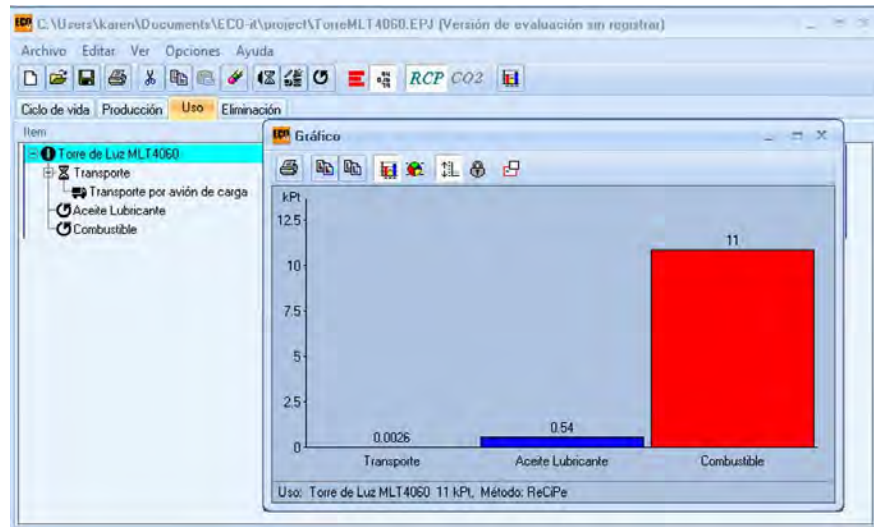 C:\Users\karen\Documents\ECO-it\project\TorreMLT4060.EPJ (Versión de evaluación sin registrar)
Archivo Editar Ver Opciones Ayuda
RCP CO2
Ciclo de vida Producción Uso Eliminación
Item
Torre de Luz MLT4060
Transporte
Transporte por avión de carga
Aceite Lubricante
Combustible
Gráfico
kPt
12.5
10
7.5
5
2.5
0
0.0026
0.54
11
Transporte Aceite Lubricante Combustible
Uso: Torre de Luz MLT4060 11 kPt, Método: ReCiPe